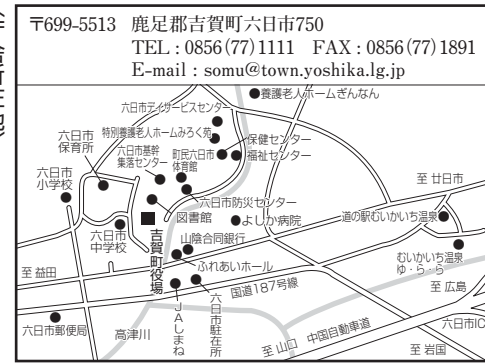 〒699-5513 鹿足郡吉賀町六日市750
TEL : 0856(77)1111 FAX : 0856(77)1891
E-mail : somu@town.yoshika.lg.jp
養護老人ホームぎんなん
六日市デイサービスセンター
特別養護老人ホームみろく苑
保健センター
福祉センター
六日市
保育所
六日市基幹
集落センター
町民六日市
体育館
六日市
小学校
六日市防災センター
図書館
よしか病院
至 廿日市
道の駅むいかいち温泉
六日市
中学校
吉賀町役場
山陰合同銀行
ふれあいホール
むいかいち温泉
ゆ・ら・ら
至 益田
国道187号線
至 広島
JAしまね
六日市駐在所
六日市郵便局
高津川
至 山口
中国自動車道
六日市IC
至 岩国